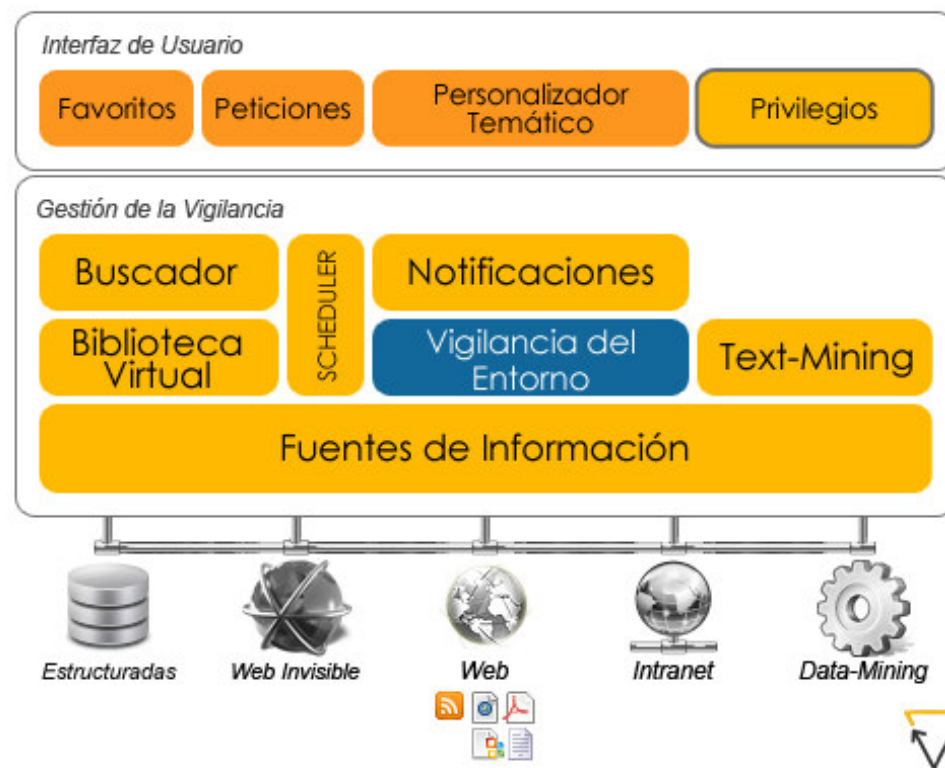 Interfaz de Usuario
Favoritos
Peticiones
Personalizador
Temático
Privilegios
Gestión de la Vigilancia
Buscador
SCHEDULER
Notificaciones
Biblioteca
Virtual
Vigilancia del
Entorno
Text-Mining
Fuentes de Información
Estructuradas
Web Invisible
Web
Intranet
Data-Mining